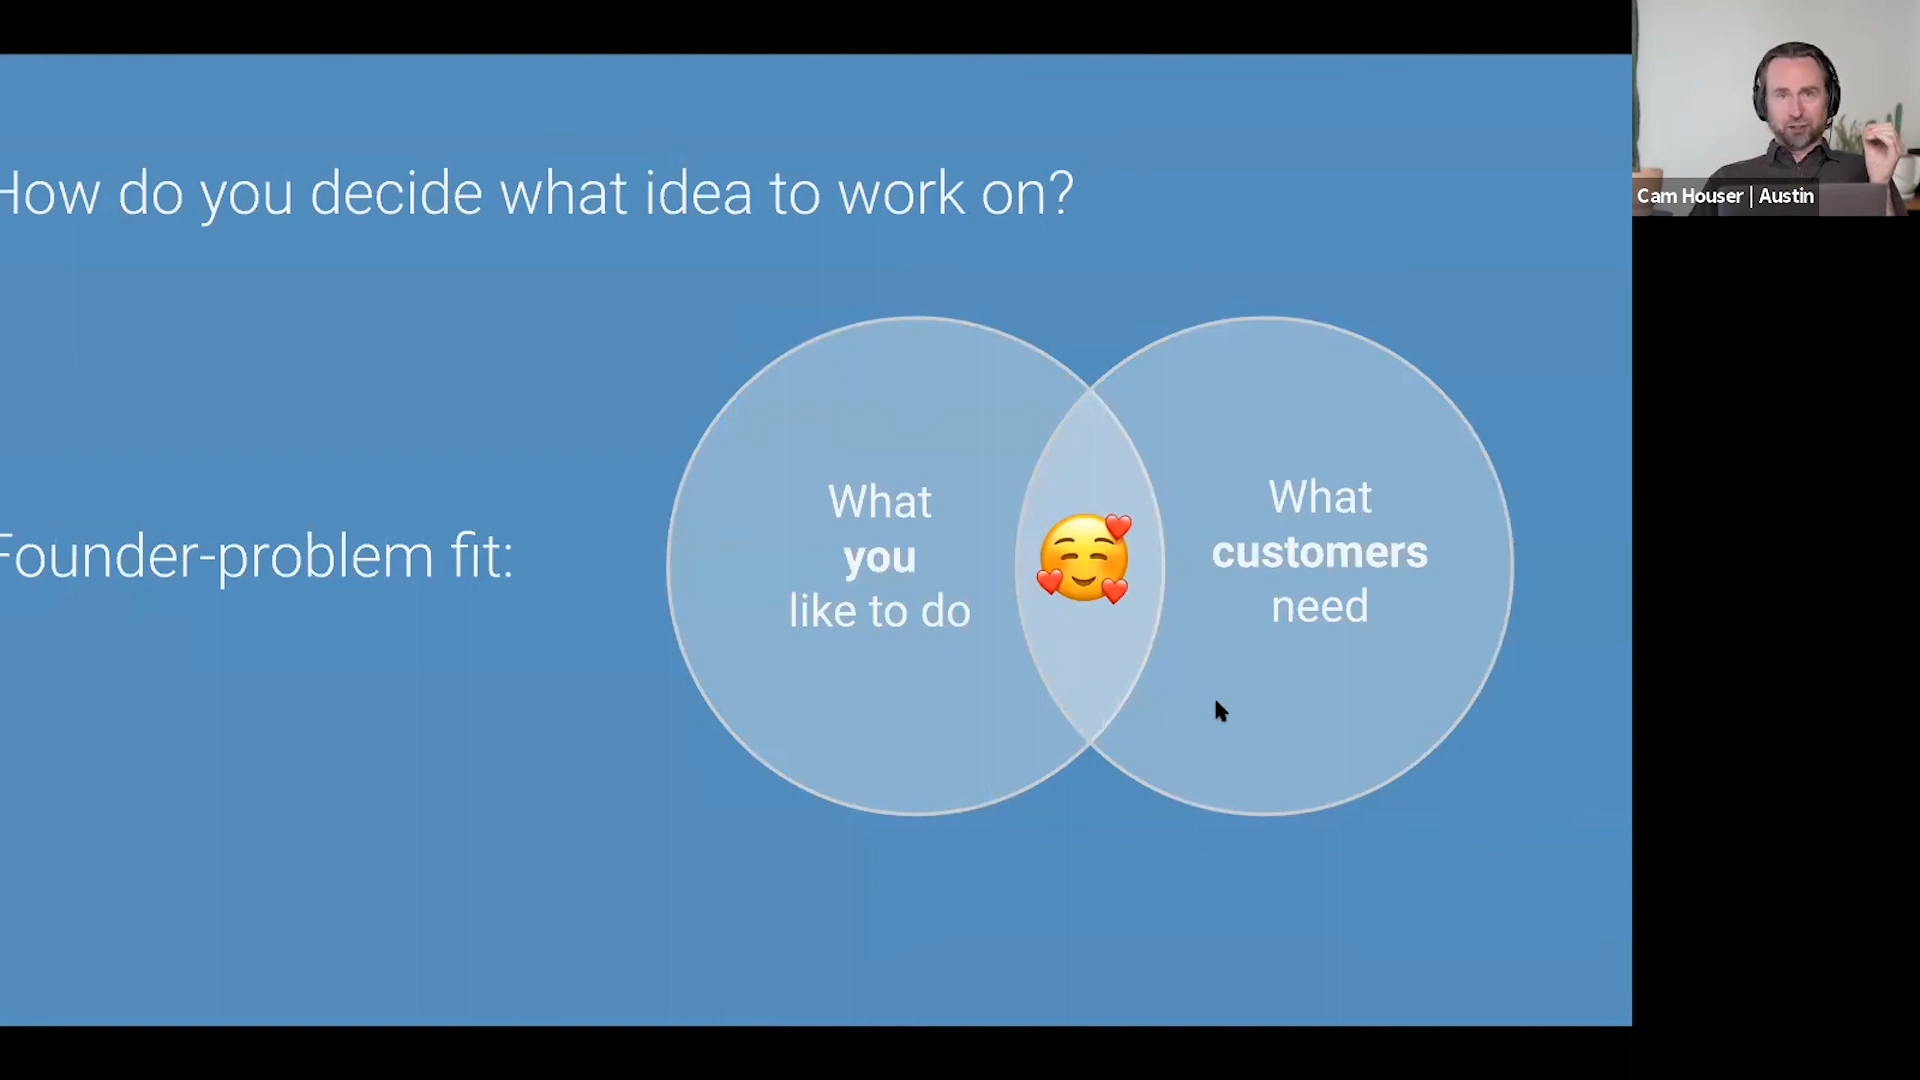 How do you decide what idea to work on?
Founder-problem fit:
What
you
like to do
What
customers
need
Cam Houser | Austin